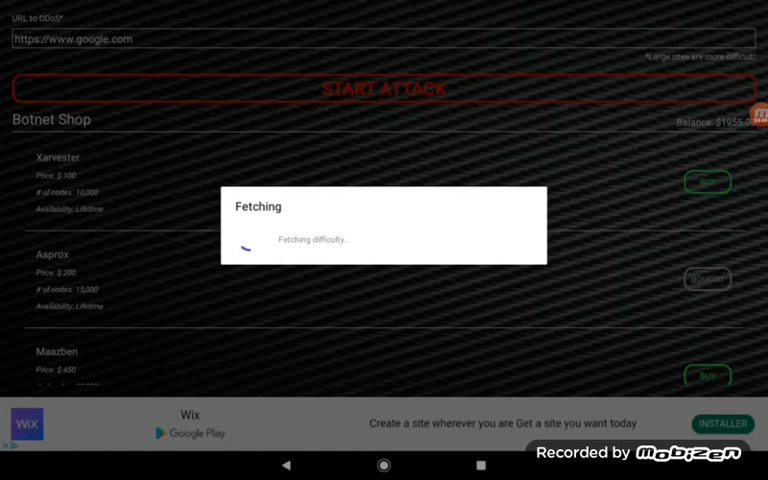 URL to DDoS*
https://www.google.com
*Large sites are more difficult!
START ATTACK
Botnet Shop
Balance: $1955.00
Xarvester
Price: $ 100
# of nodes: 10,000
Availability: Lifetime
BUY
Fetching
Fetching difficulty..
Asprox
Price: $ 200
# of nodes: 15,000
Availability: Lifetime
BOUGHT
Maazben
Price: $ 450
BUY
WiX
Wix
Google Play
Create a site wherever you are Get a site you want today
INSTALLER
Recorded by Mobizen